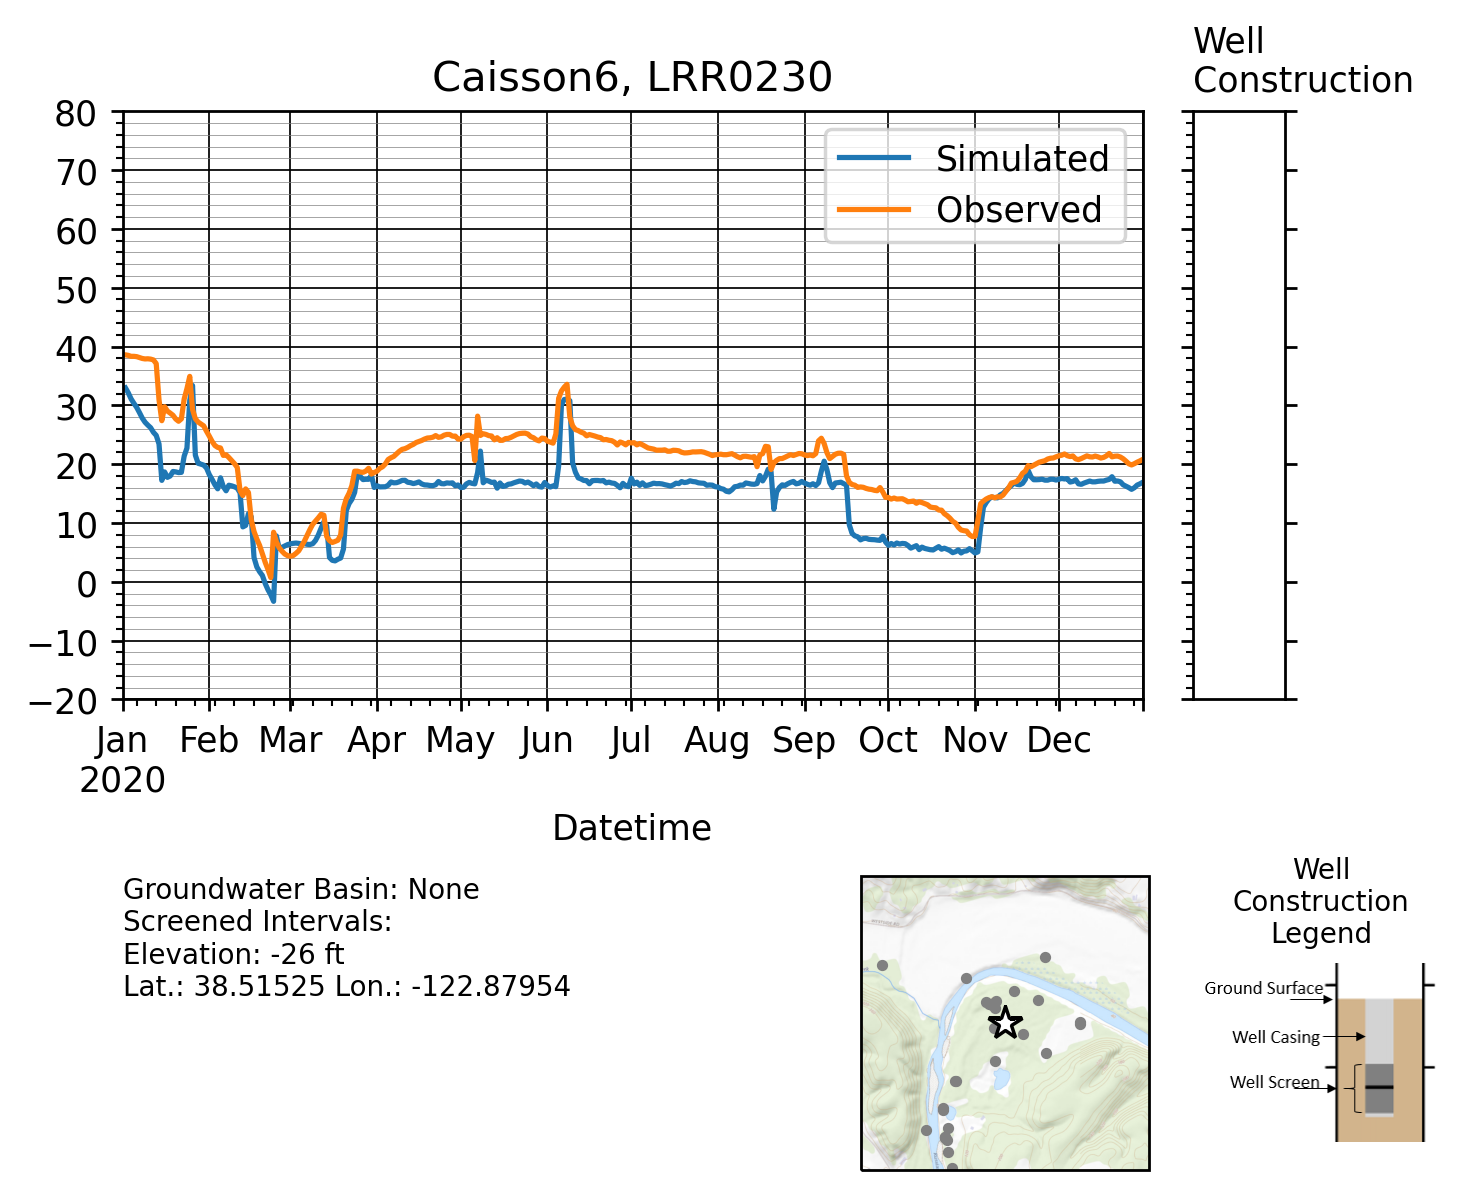 Well
Construction
Caisson6, LRR0230
80
70
60
50
40
30
20
10
0
−10
−20
Simulated
Observed
Jan Feb Mar Apr May Jun Jul Aug Sep Oct Nov Dec
2020
Datetime
Groundwater Basin: None
Screened Intervals:
Elevation: -26 ft
Lat.: 38.51525 Lon.: -122.87954
Well
Construction
Legend
Ground Surface
Well Casing
Well Screen